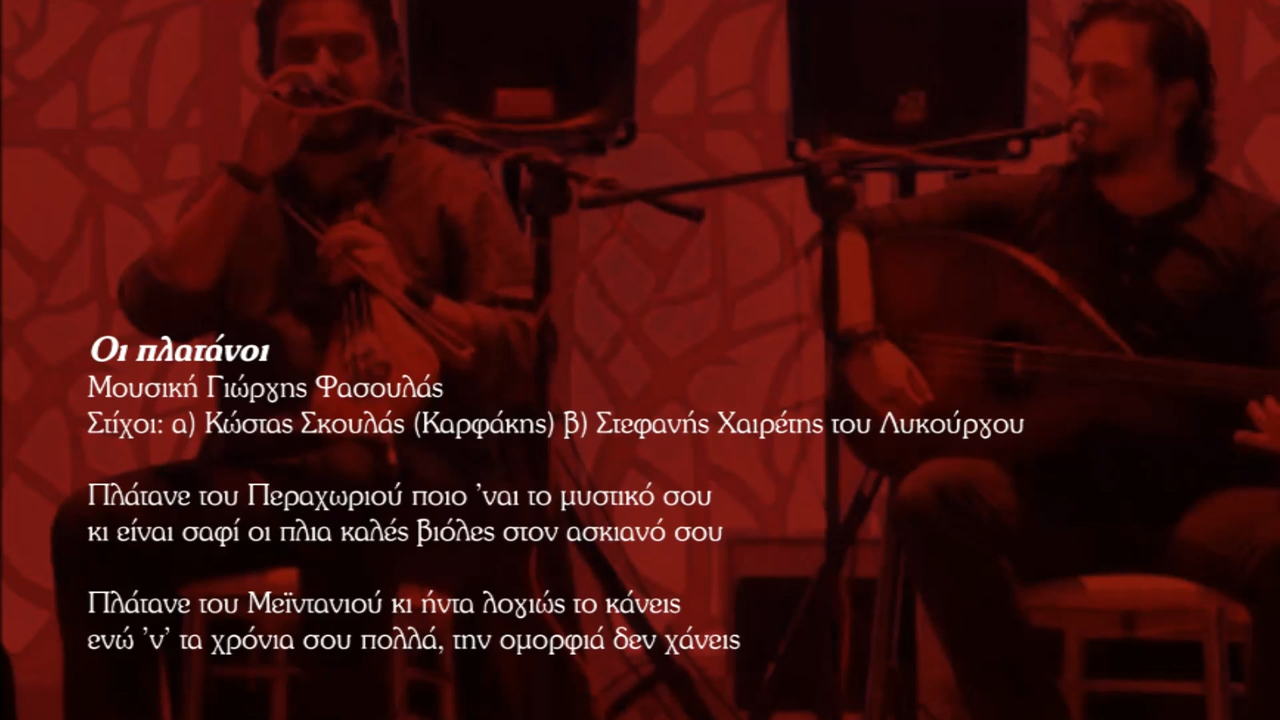 Οι πλατάνοι
Μουσική Γιώργης Φασουλάς
Στίχοι: α) Κώστας Σκουλάς (Καρφάκης) β) Στεφανής Χαιρέτης του Λυκούργου
Πλάτανε του Περαχωριού ποιο ’ναι το μυστικό σου
κι είναι σαφί οι πλια καλές βιόλες στον ασκιανό σου
Πλάτανε του Μεϊντανιού κι ήντα λογιώς το κάνεις
ενώ ’ν’ τα χρόνια σου πολλά, την ομορφιά δεν χάνεις